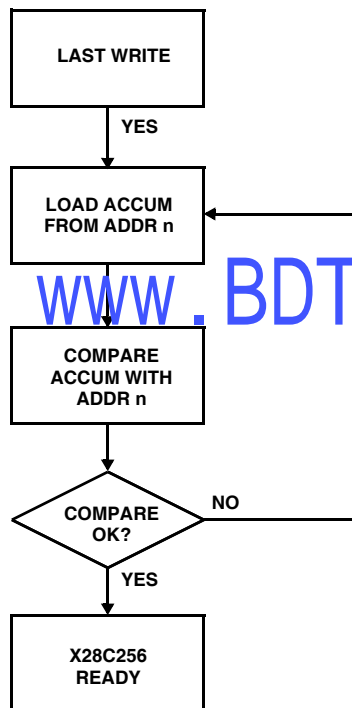 LAST WRITE
YES
LOAD ACCUM
FROM ADDR n
www.BDT
COMPARE
ACCUM WITH
ADDR n
COMPARE
OK?
NO
YES
X28C256
READY